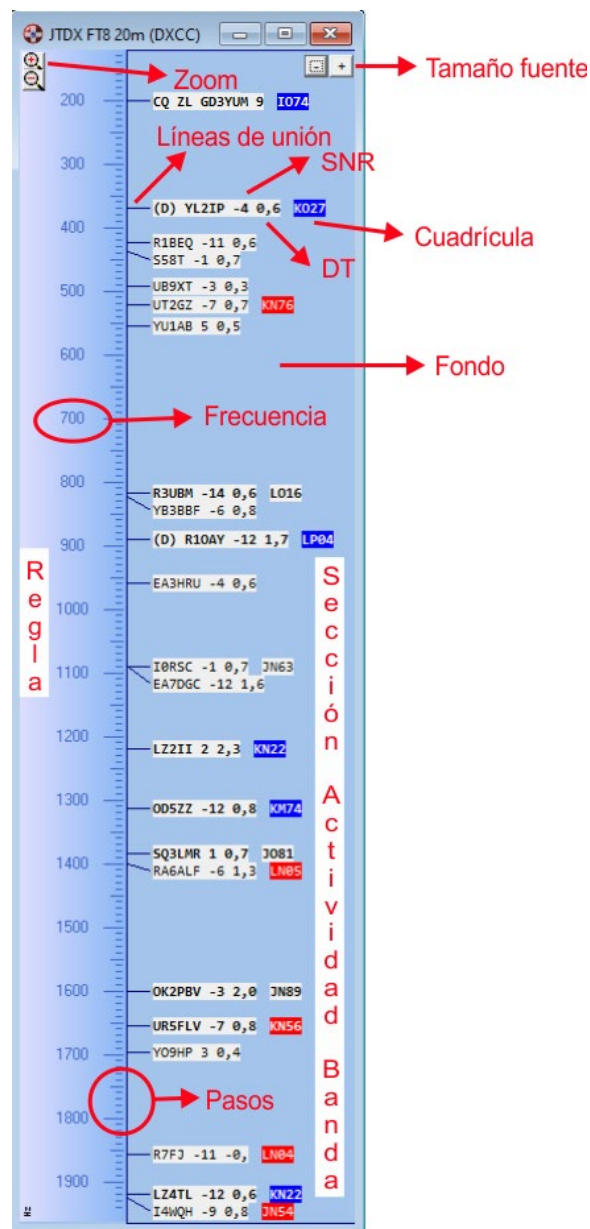 JTDX FT8 20m (DXCC)
- +
Tamaño fuente
Zoom
200
CQ ZL GD3YUM 9 IO74
Líneas de unión
300
SNR
(D) YL2IP -4 0,6 KO27
400
Cuadrícula
R1BEQ -11 0,6
DT
S58T -1 0,7
UB9XT -3 0,3
500
UT2GZ -7 0,7 KN76
YU1AB 5 0,5
600
Fondo
700
Frecuencia
800
R3UBM -14 0,6 LO16
YB3BBF -6 0,8
900
(D) R1OAY -12 1,7 LP04
Regla
Sección Actividad Banda
EA3HRU -4 0,6
1000
I0RSC -1 0,7 JN63
1100
EA7DGC -12 1,6
1200
LZ2II 2 2,3 KN22
1300
OD5ZZ -12 0,8 KM74
SQ3LMR 1 0,7 JO81
1400
RA6ALF -6 1,3 LN05
1500
1600
OK2PBV -3 2,0 JN89
UR5FLV -7 0,8 KN56
1700
YO9HP 3 0,4
Pasos
1800
R7FJ -11 -0, LN04
1900
LZ4TL -12 0,6 KN22
Hz
I4WQH -9 0,8 JN54